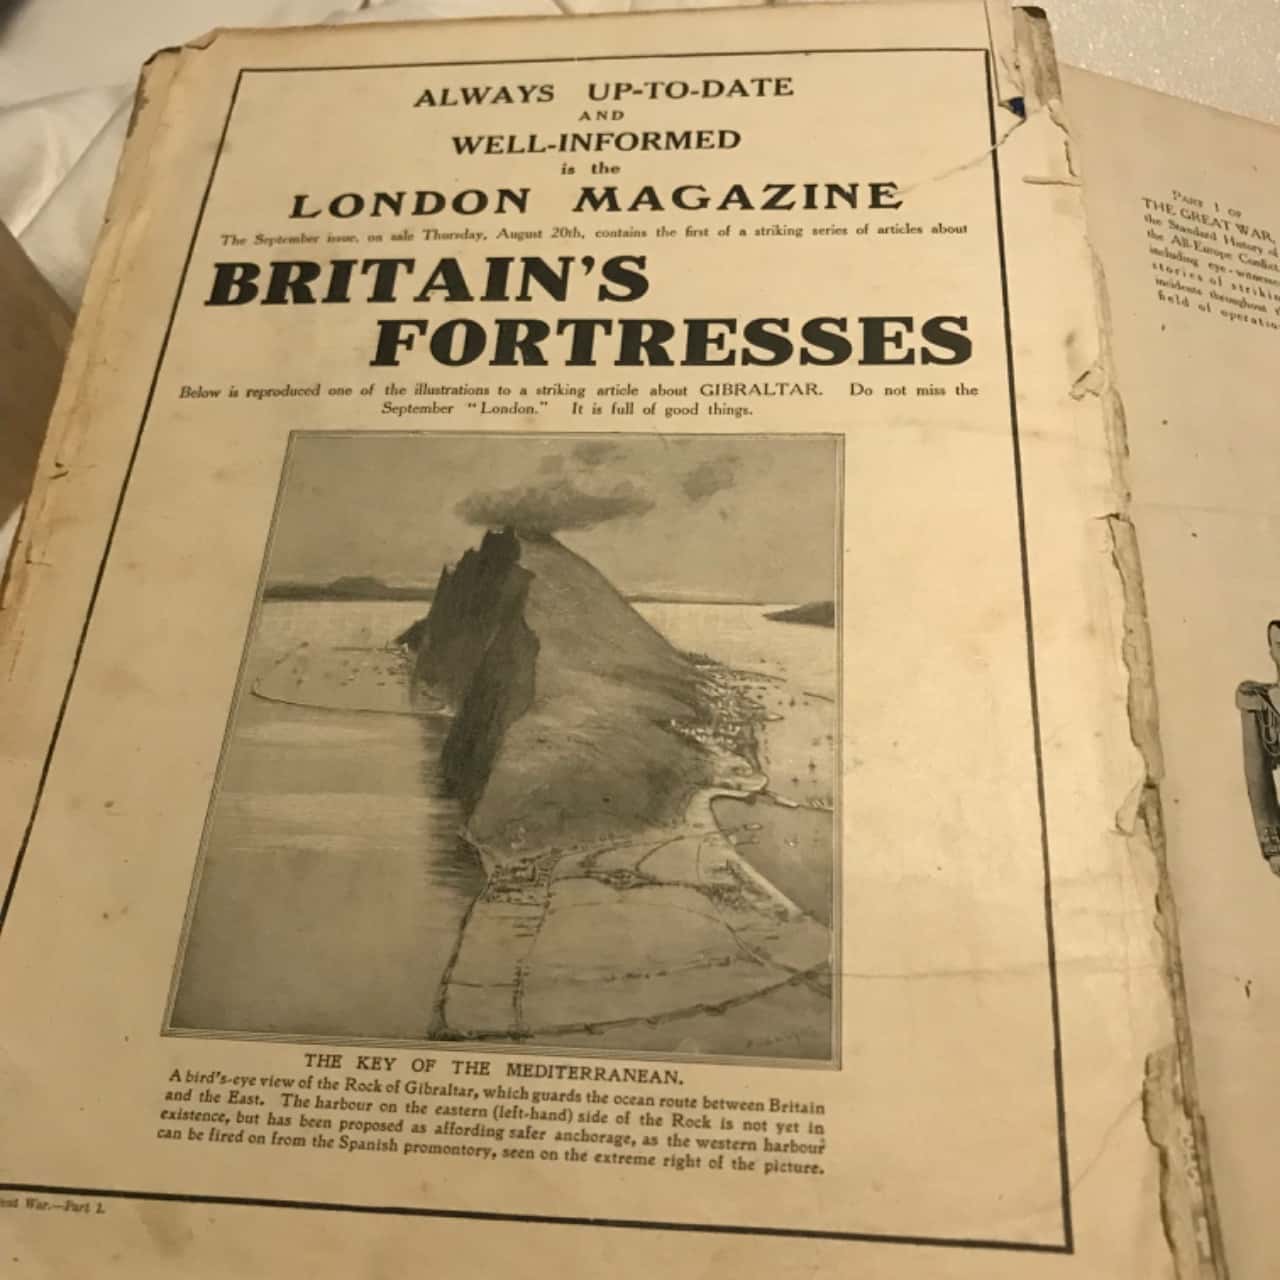 ALWAYS UP-TO-DATE
AND
WELL-INFORMED
is the
LONDON MAGAZINE
The September issue, on sale Thursday, August 20th, contains the first of a striking series of articles about
BRITAIN'S
FORTRESSES
Below is reproduced one of the illustrations to a striking article about GIBRALTAR. Do not miss the
September "London." It is full of good things.
THE KEY OF THE MEDITERRANEAN.
A bird's-eye view of the Rock of Gibraltar, which guards the ocean route between Britain
and the East. The harbour on the eastern (left-hand) side of the Rock is not yet in
existence, but has been proposed as affording safer anchorage, as the western harbour
can be fired on from the Spanish promontory, seen on the extreme right of the picture.
War.—Part 1.
PART 1 OF
THE GREAT WAR,
the Standard History of
the All-Europe Conflict,
including eye-witness
stories of striking
incidents throughout
field of